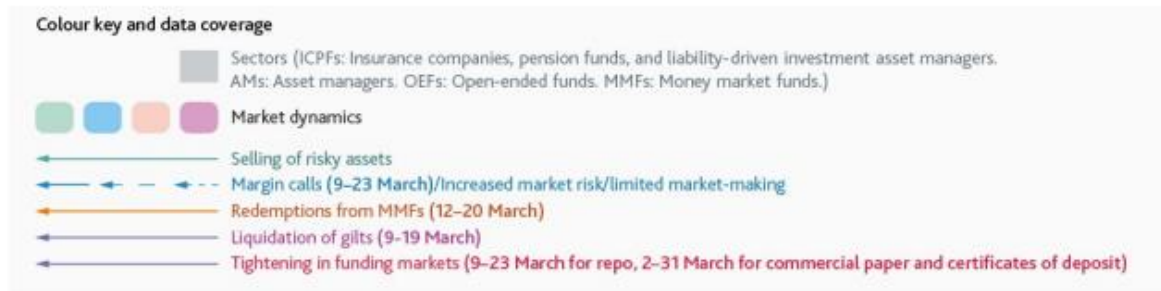 Colour key and data coverage
Sectors (ICPFs: Insurance companies, pension funds, and liability-driven investment asset managers.
AMs: Asset managers. OEFs: Open-ended funds. MMFs: Money market funds.)
Market dynamics
Selling of risky assets
Margin calls (9–23 March)/Increased market risk/limited market-making
Redemptions from MMFs (12–20 March)
Liquidation of gilts (9-19 March)
Tightening in funding markets (9–23 March for repo, 2–31 March for commercial paper and certificates of deposit)